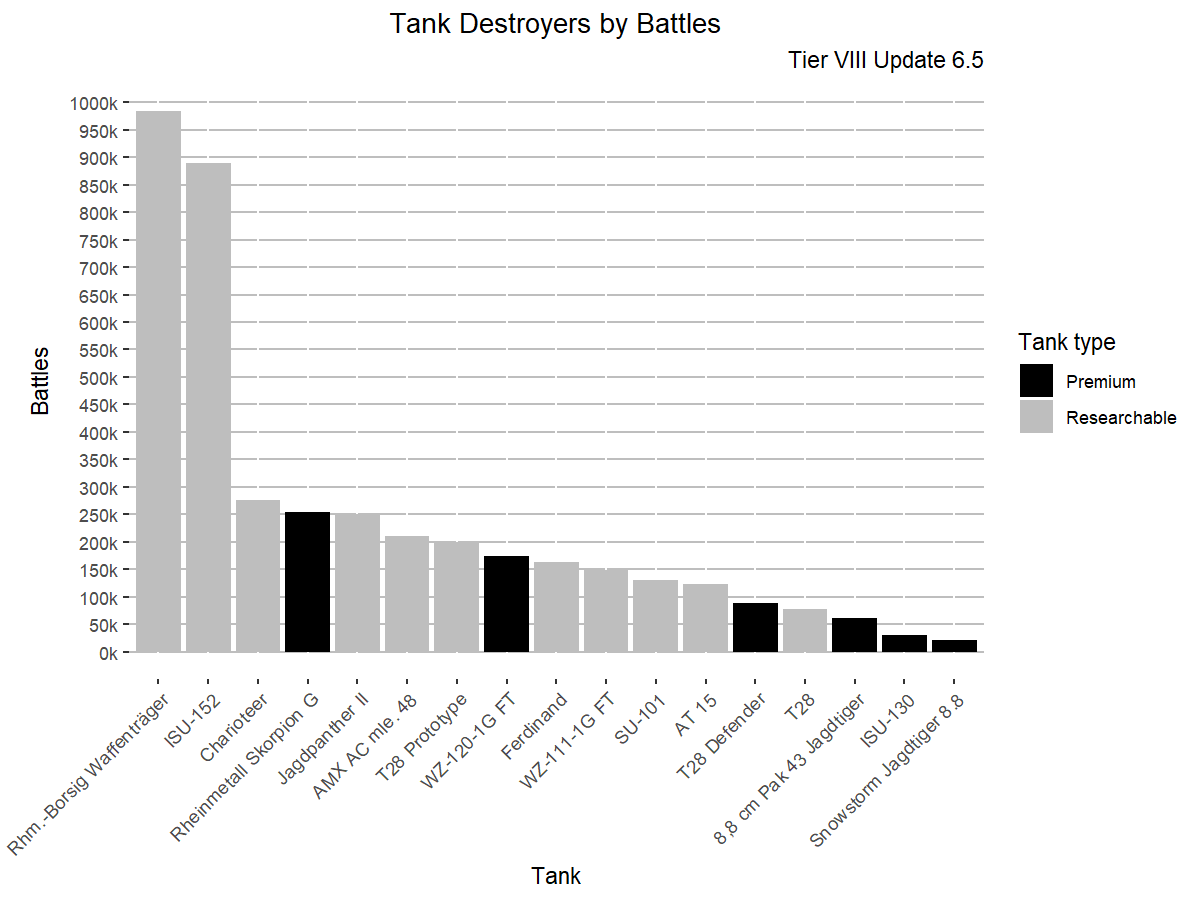 Tank Destroyers by Battles
Tier VIII Update 6.5
1000k
950k
900k
850k
800k
750k
700k
650k
600k
550k
500k
450k
400k
350k
300k
250k
200k
150k
100k
50k
0k
Battles
Rhm.-Borsig Waffenträger
ISU-152
Charioteer
Rheinmetall Skorpion G
Jagdpanther II
AMX AC mle. 48
T28 Prototype
WZ-120-1G FT
Ferdinand
WZ-111-1G FT
SU-101
AT 15
T28 Defender
T28
8,8 cm Pak 43 Jagdtiger
ISU-130
Snowstorm Jagdtiger 8.8
Tank
Tank type
Premium
Researchable